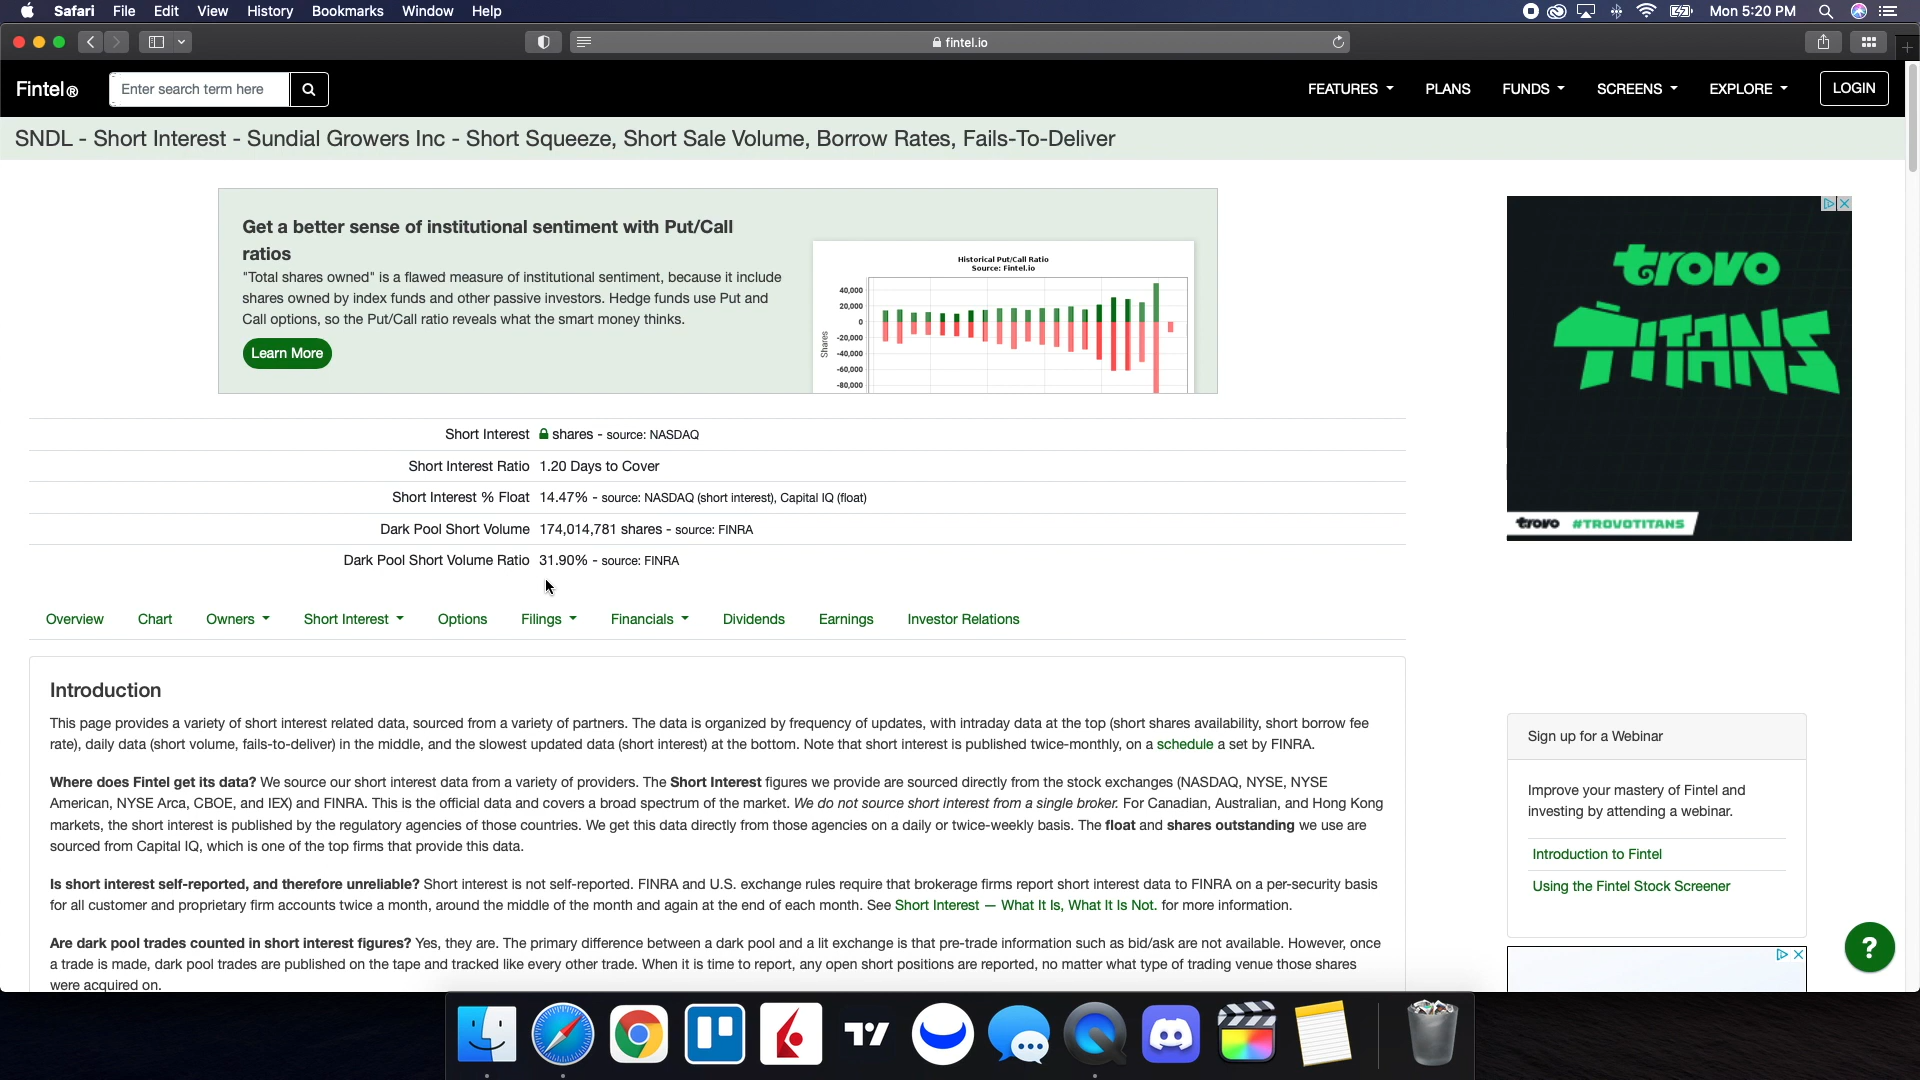 Safari File Edit View History Bookmarks Window Help
Mon 5:20 PM
fintel.io
Fintel®
Enter search term here
FEATURES PLANS FUNDS SCREENS EXPLORE LOGIN
SNDL - Short Interest - Sundial Growers Inc - Short Squeeze, Short Sale Volume, Borrow Rates, Fails-To-Deliver
Get a better sense of institutional sentiment with Put/Call
ratios
"Total shares owned" is a flawed measure of institutional sentiment, because it include
shares owned by index funds and other passive investors. Hedge funds use Put and
Call options, so the Put/Call ratio reveals what the smart money thinks.
Learn More
Historical Put/Call Ratio
Source: Fintel.io
Shares
40,000
20,000
0
-20,000
-40,000
-60,000
-80,000
trovo
TITANS
trovo #TROVOTITANS
Short Interest shares - source: NASDAQ
Short Interest Ratio 1.20 Days to Cover
Short Interest % Float 14.47% - source: NASDAQ (short interest), Capital IQ (float)
Dark Pool Short Volume 174,014,781 shares - source: FINRA
Dark Pool Short Volume Ratio 31.90% - source: FINRA
Overview Chart Owners Short Interest Options Filings Financials Dividends Earnings Investor Relations
Introduction
This page provides a variety of short interest related data, sourced from a variety of partners. The data is organized by frequency of updates, with intraday data at the top (short shares availability, short borrow fee
rate), daily data (short volume, fails-to-deliver) in the middle, and the slowest updated data (short interest) at the bottom. Note that short interest is published twice-monthly, on a schedule a set by FINRA.
Where does Fintel get its data? We source our short interest data from a variety of providers. The Short Interest figures we provide are sourced directly from the stock exchanges (NASDAQ, NYSE, NYSE
American, NYSE Arca, CBOE, and IEX) and FINRA. This is the official data and covers a broad spectrum of the market. We do not source short interest from a single broker. For Canadian, Australian, and Hong Kong
markets, the short interest is published by the regulatory agencies of those countries. We get this data directly from those agencies on a daily or twice-weekly basis. The float and shares outstanding we use are
sourced from Capital IQ, which is one of the top firms that provide this data.
Is short interest self-reported, and therefore unreliable? Short interest is not self-reported. FINRA and U.S. exchange rules require that brokerage firms report short interest data to FINRA on a per-security basis
for all customer and proprietary firm accounts twice a month, around the middle of the month and again at the end of each month. See Short Interest — What It Is, What It Is Not. for more information.
Are dark pool trades counted in short interest figures? Yes, they are. The primary difference between a dark pool and a lit exchange is that pre-trade information such as bid/ask are not available. However, once
a trade is made, dark pool trades are published on the tape and tracked like every other trade. When it is time to report, any open short positions are reported, no matter what type of trading venue those shares
were acquired on.
Sign up for a Webinar
Improve your mastery of Fintel and
investing by attending a webinar.
Introduction to Fintel
Using the Fintel Stock Screener
?